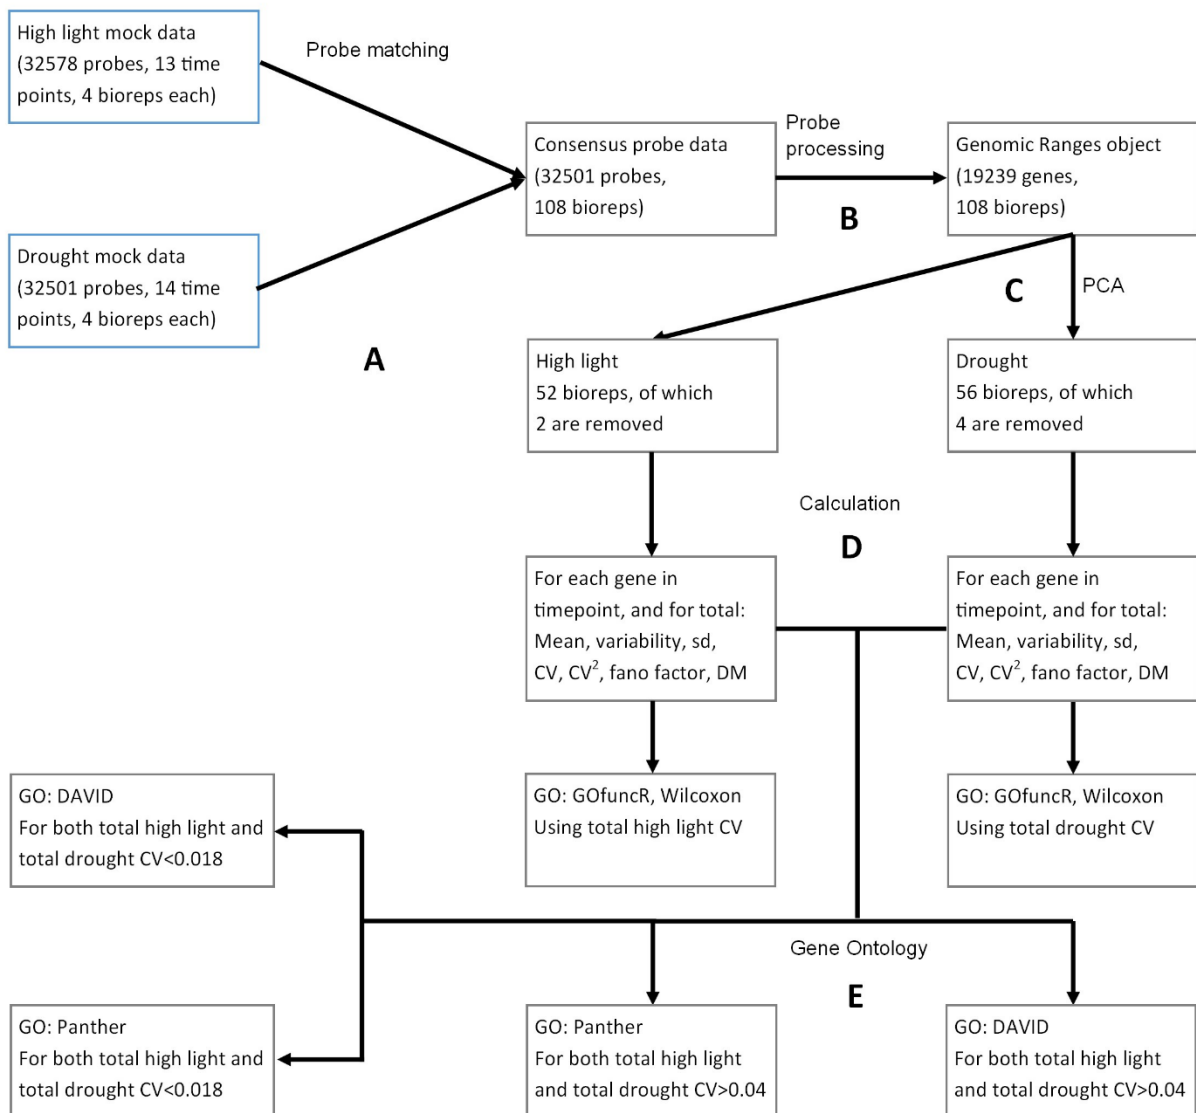 High light mock data
(32578 probes, 13 time
points, 4 bioreps each)
Probe matching
Drought mock data
(32501 probes, 14 time
points, 4 bioreps each)
A
Consensus probe data
(32501 probes,
108 bioreps)
Probe
processing
B
Genomic Ranges object
(19239 genes,
108 bioreps)
C
PCA
High light
52 bioreps, of which
2 are removed
Drought
56 bioreps, of which
4 are removed
Calculation
D
For each gene in
timepoint, and for total:
Mean, variability, sd,
CV, CV², fano factor, DM
For each gene in
timepoint, and for total:
Mean, variability, sd,
CV, CV², fano factor, DM
GO: DAVID
For both total high light and
total drought CV<0.018
GO: GOfuncR, Wilcoxon
Using total high light CV
GO: GOfuncR, Wilcoxon
Using total drought CV
Gene Ontology
E
GO: Panther
For both total high light and
total drought CV<0.018
GO: Panther
For both total high light
and total drought CV>0.04
GO: DAVID
For both total high light
and total drought CV>0.04